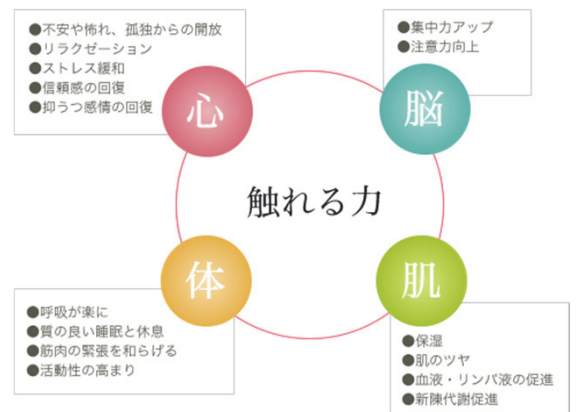 ●不安や怖れ、孤独からの開放
●リラクゼーション
●ストレス緩和
●信頼感の回復
●抑うつ感情の回復
心
●集中力アップ
●注意力向上
脳
触れる力
体
●呼吸が楽に
●質の良い睡眠と休息
●筋肉の緊張を和らげる
●活動性の高まり
肌
●保湿
●肌のツヤ
●血液・リンパ液の促進
●新陳代謝促進